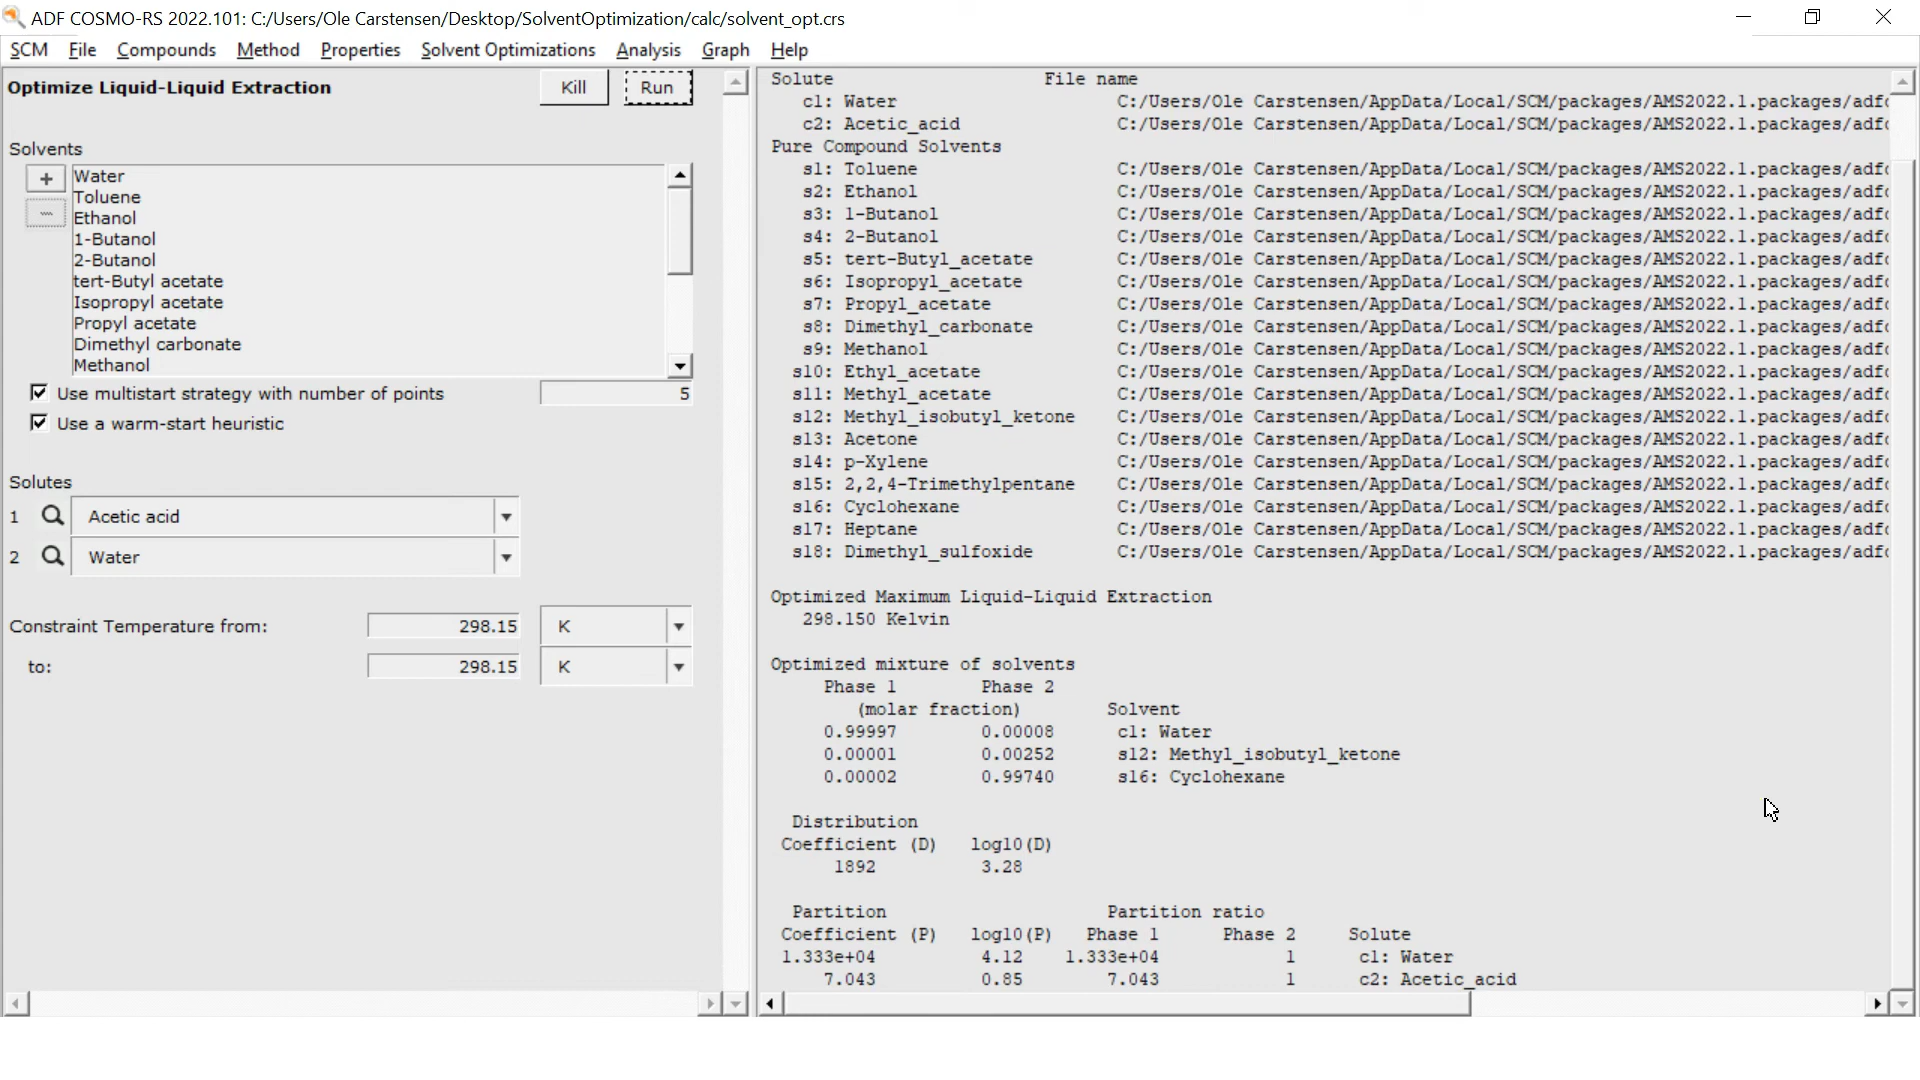 ADF COSMO-RS 2022.101: C:/Users/Ole Carstensen/Desktop/SolventOptimization/calc/solvent_opt.crs
SCM File Compounds Method Properties Solvent Optimizations Analysis Graph Help
Optimize Liquid-Liquid Extraction Kill Run
Solvents
Water
Toluene
Ethanol
1-Butanol
2-Butanol
tert-Butyl acetate
Isopropyl acetate
Propyl acetate
Dimethyl carbonate
Methanol
Use multistart strategy with number of points 5
Use a warm-start heuristic
Solutes
1 Acetic acid
2 Water
Constraint Temperature from: 298.15 K
to: 298.15 K
Solute File name
c1: Water C:/Users/Ole Carstensen/AppData/Local/SCM/packages/AMS2022.1.packages/adfc
c2: Acetic_acid C:/Users/Ole Carstensen/AppData/Local/SCM/packages/AMS2022.1.packages/adfc
Pure Compound Solvents
s1: Toluene C:/Users/Ole Carstensen/AppData/Local/SCM/packages/AMS2022.1.packages/adfc
s2: Ethanol C:/Users/Ole Carstensen/AppData/Local/SCM/packages/AMS2022.1.packages/adfc
s3: 1-Butanol C:/Users/Ole Carstensen/AppData/Local/SCM/packages/AMS2022.1.packages/adfc
s4: 2-Butanol C:/Users/Ole Carstensen/AppData/Local/SCM/packages/AMS2022.1.packages/adfc
s5: tert-Butyl_acetate C:/Users/Ole Carstensen/AppData/Local/SCM/packages/AMS2022.1.packages/adfc
s6: Isopropyl_acetate C:/Users/Ole Carstensen/AppData/Local/SCM/packages/AMS2022.1.packages/adfc
s7: Propyl_acetate C:/Users/Ole Carstensen/AppData/Local/SCM/packages/AMS2022.1.packages/adfc
s8: Dimethyl_carbonate C:/Users/Ole Carstensen/AppData/Local/SCM/packages/AMS2022.1.packages/adfc
s9: Methanol C:/Users/Ole Carstensen/AppData/Local/SCM/packages/AMS2022.1.packages/adfc
s10: Ethyl_acetate C:/Users/Ole Carstensen/AppData/Local/SCM/packages/AMS2022.1.packages/adfc
s11: Methyl_acetate C:/Users/Ole Carstensen/AppData/Local/SCM/packages/AMS2022.1.packages/adfc
s12: Methyl_isobutyl_ketone C:/Users/Ole Carstensen/AppData/Local/SCM/packages/AMS2022.1.packages/adfc
s13: Acetone C:/Users/Ole Carstensen/AppData/Local/SCM/packages/AMS2022.1.packages/adfc
s14: p-Xylene C:/Users/Ole Carstensen/AppData/Local/SCM/packages/AMS2022.1.packages/adfc
s15: 2,2,4-Trimethylpentane C:/Users/Ole Carstensen/AppData/Local/SCM/packages/AMS2022.1.packages/adfc
s16: Cyclohexane C:/Users/Ole Carstensen/AppData/Local/SCM/packages/AMS2022.1.packages/adfc
s17: Heptane C:/Users/Ole Carstensen/AppData/Local/SCM/packages/AMS2022.1.packages/adfc
s18: Dimethyl_sulfoxide C:/Users/Ole Carstensen/AppData/Local/SCM/packages/AMS2022.1.packages/adfc
Optimized Maximum Liquid-Liquid Extraction
298.150 Kelvin
Optimized mixture of solvents
Phase 1 Phase 2
(molar fraction) Solvent
0.99997 0.00008 c1: Water
0.00001 0.00252 s12: Methyl_isobutyl_ketone
0.00002 0.99740 s16: Cyclohexane
Distribution
Coefficient (D) log10(D)
1892 3.28
Partition Partition ratio
Coefficient (P) log10(P) Phase 1 Phase 2 Solute
1.333e+04 4.12 1.333e+04 1 c1: Water
7.043 0.85 7.043 1 c2: Acetic_acid